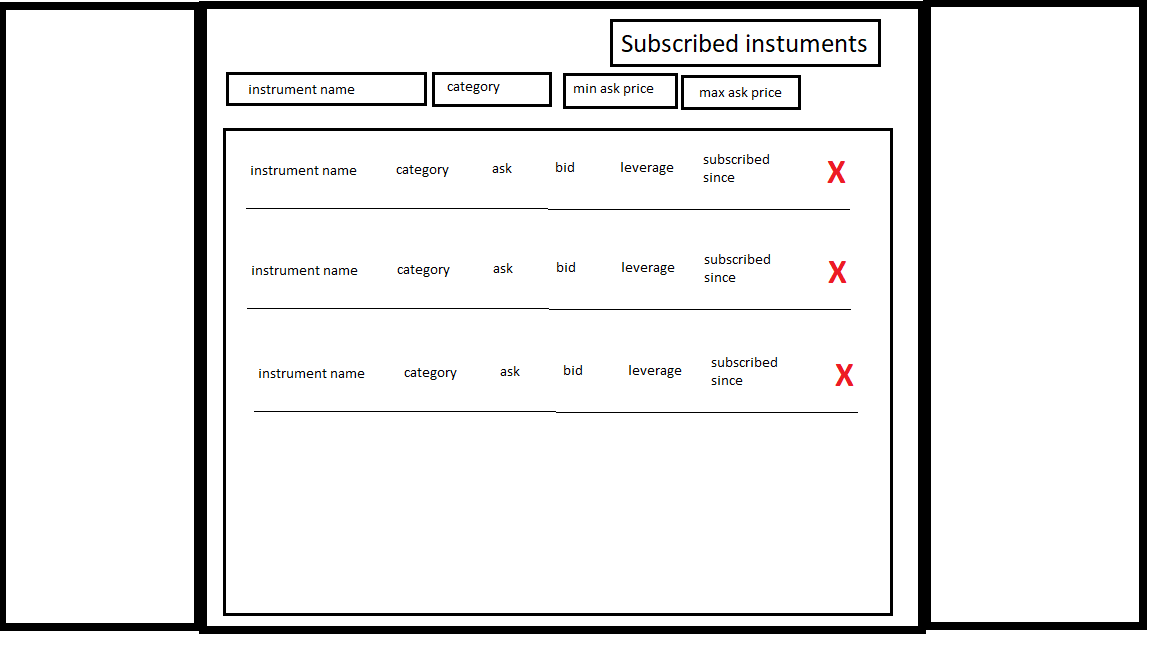 Subscribed instuments
instrument name category min ask price max ask price
instrument name category ask bid leverage subscribed
since X
instrument name category ask bid leverage subscribed
since X
instrument name category ask bid leverage subscribed
since X